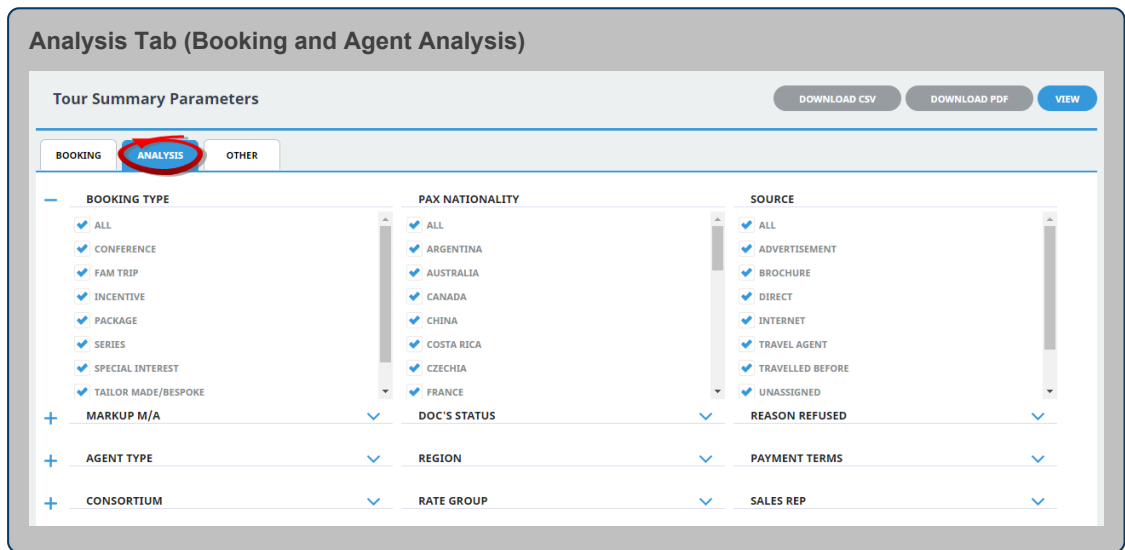 Analysis Tab (Booking and Agent Analysis)
Tour Summary Parameters
DOWNLOAD CSV
DOWNLOAD PDF
VIEW
BOOKING
ANALYSIS
OTHER
BOOKING TYPE
ALL
CONFERENCE
FAM TRIP
INCENTIVE
PACKAGE
SERIES
SPECIAL INTEREST
TAILOR MADE/BESPOKE
PAX NATIONALITY
ALL
ARGENTINA
AUSTRALIA
CANADA
CHINA
COSTA RICA
CZECHIA
FRANCE
SOURCE
ALL
ADVERTISEMENT
BROCHURE
DIRECT
INTERNET
TRAVEL AGENT
TRAVELLED BEFORE
UNASSIGNED
MARKUP M/A
DOC'S STATUS
REASON REFUSED
AGENT TYPE
REGION
PAYMENT TERMS
CONSORTIUM
RATE GROUP
SALES REP